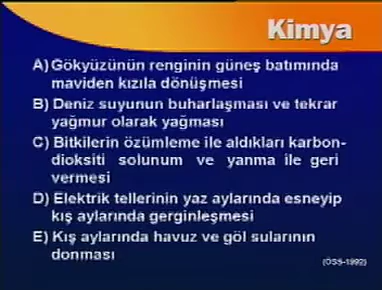 Kimya
A) Gökyüzünün renginin güneş batımında
maviden kızıla dönüşmesi
B) Deniz suyunun buharlaşması ve tekrar
yağmur olarak yağması
C) Bitkilerin özümleme ile aldıkları karbon-
dioksiti solunum ve yanma ile geri
vermesi
D) Elektrik tellerinin yaz aylarında esneyip
kış aylarında gerginleşmesi
E) Kış aylarında havuz ve göl sularının
donması
(ÖSS-1992)